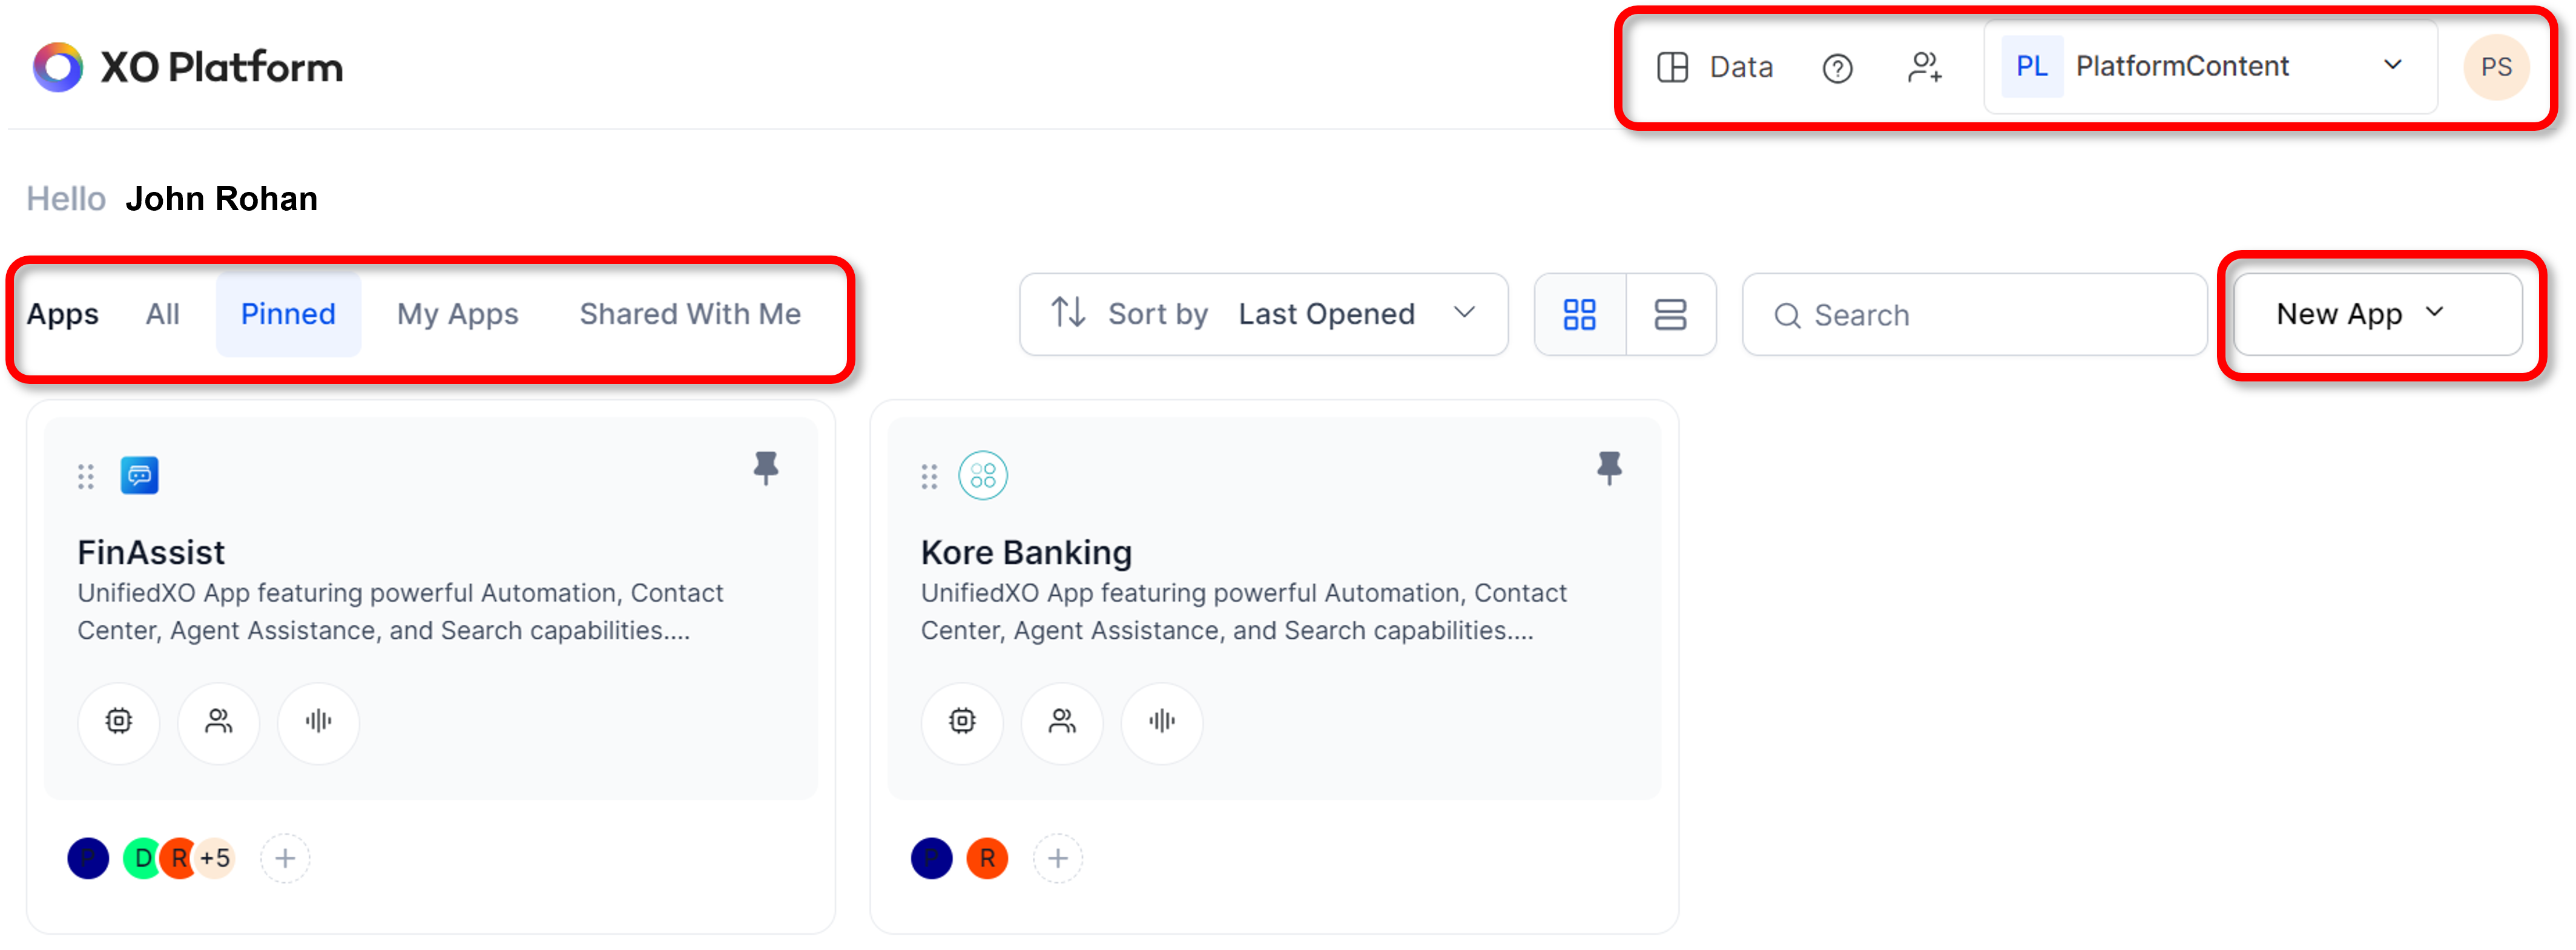 XO Platform
Data
PL PlatformContent
PS
Hello John Rohan
Apps All Pinned My Apps Shared With Me
Sort by Last Opened
Search
New App
FinAssist
UnifiedXO App featuring powerful Automation, Contact
Center, Agent Assistance, and Search capabilities....
P D R +5 +
Kore Banking
UnifiedXO App featuring powerful Automation, Contact
Center, Agent Assistance, and Search capabilities....
P R +